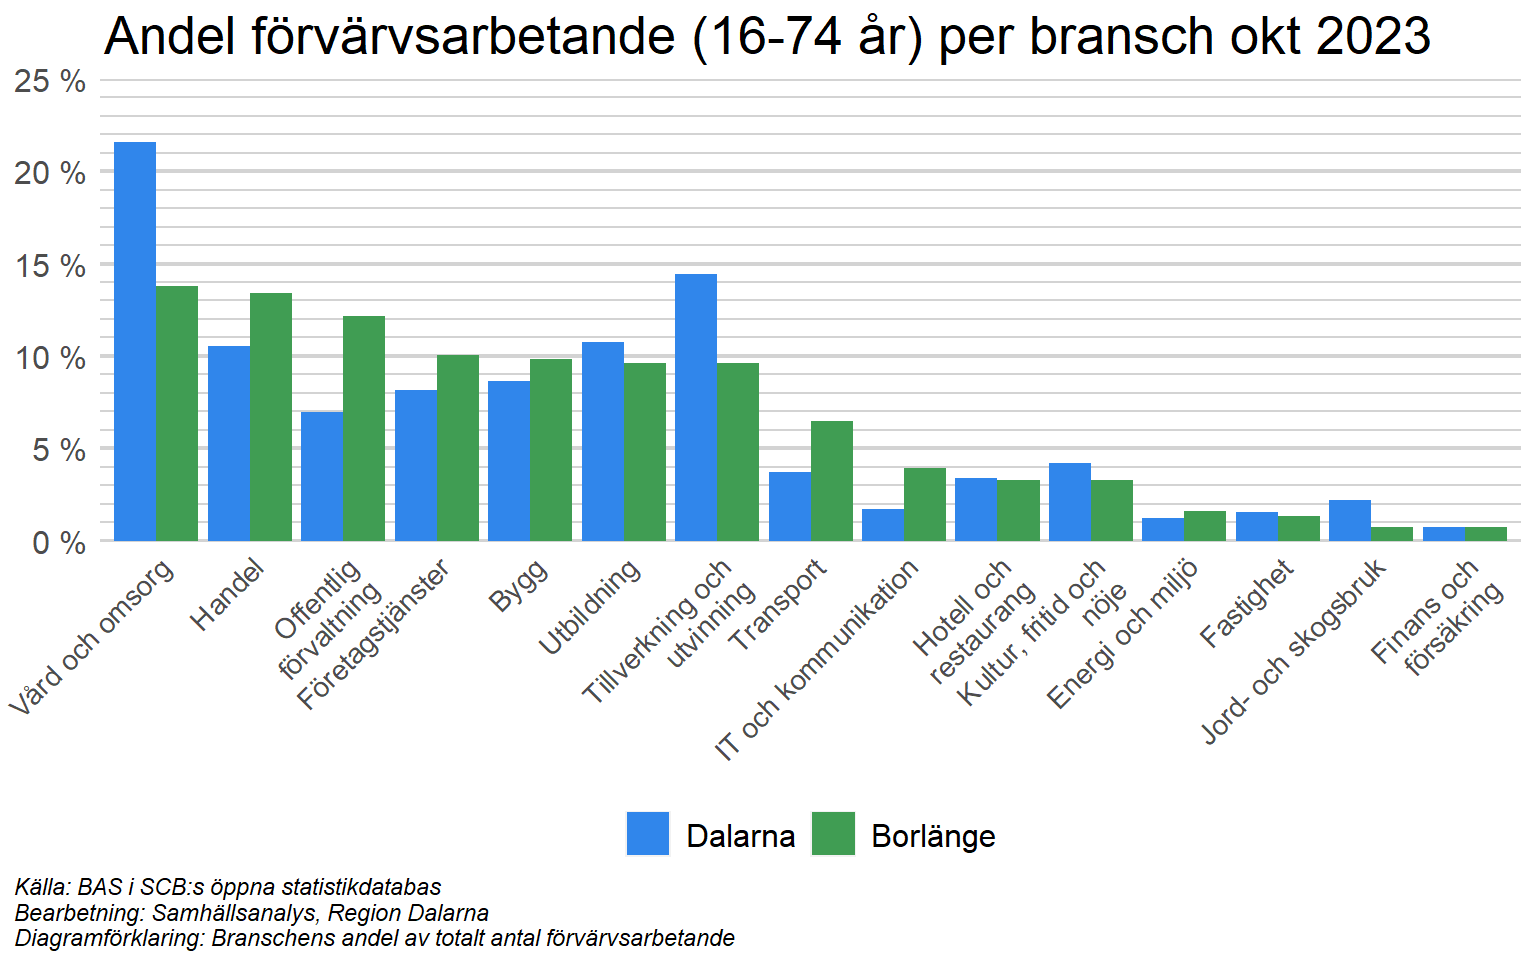 Andel förvärvsarbetande (16-74 år) per bransch okt 2023
25 %
20 %
15 %
10 %
5 %
0 %
Vård och omsorg
Handel
Offentlig
förvaltning
Företagstjänster
Bygg
Utbildning
Tillverkning och
utvinning
Transport
IT och kommunikation
Hotell och
restaurang
Kultur, fritid och
nöje
Energi och miljö
Fastighet
Jord- och skogsbruk
Finans och
försäkring
Dalarna
Borlänge
Källa: BAS i SCB:s öppna statistikdatabas
Bearbetning: Samhällsanalys, Region Dalarna
Diagramförklaring: Branschens andel av totalt antal förvärvsarbetande